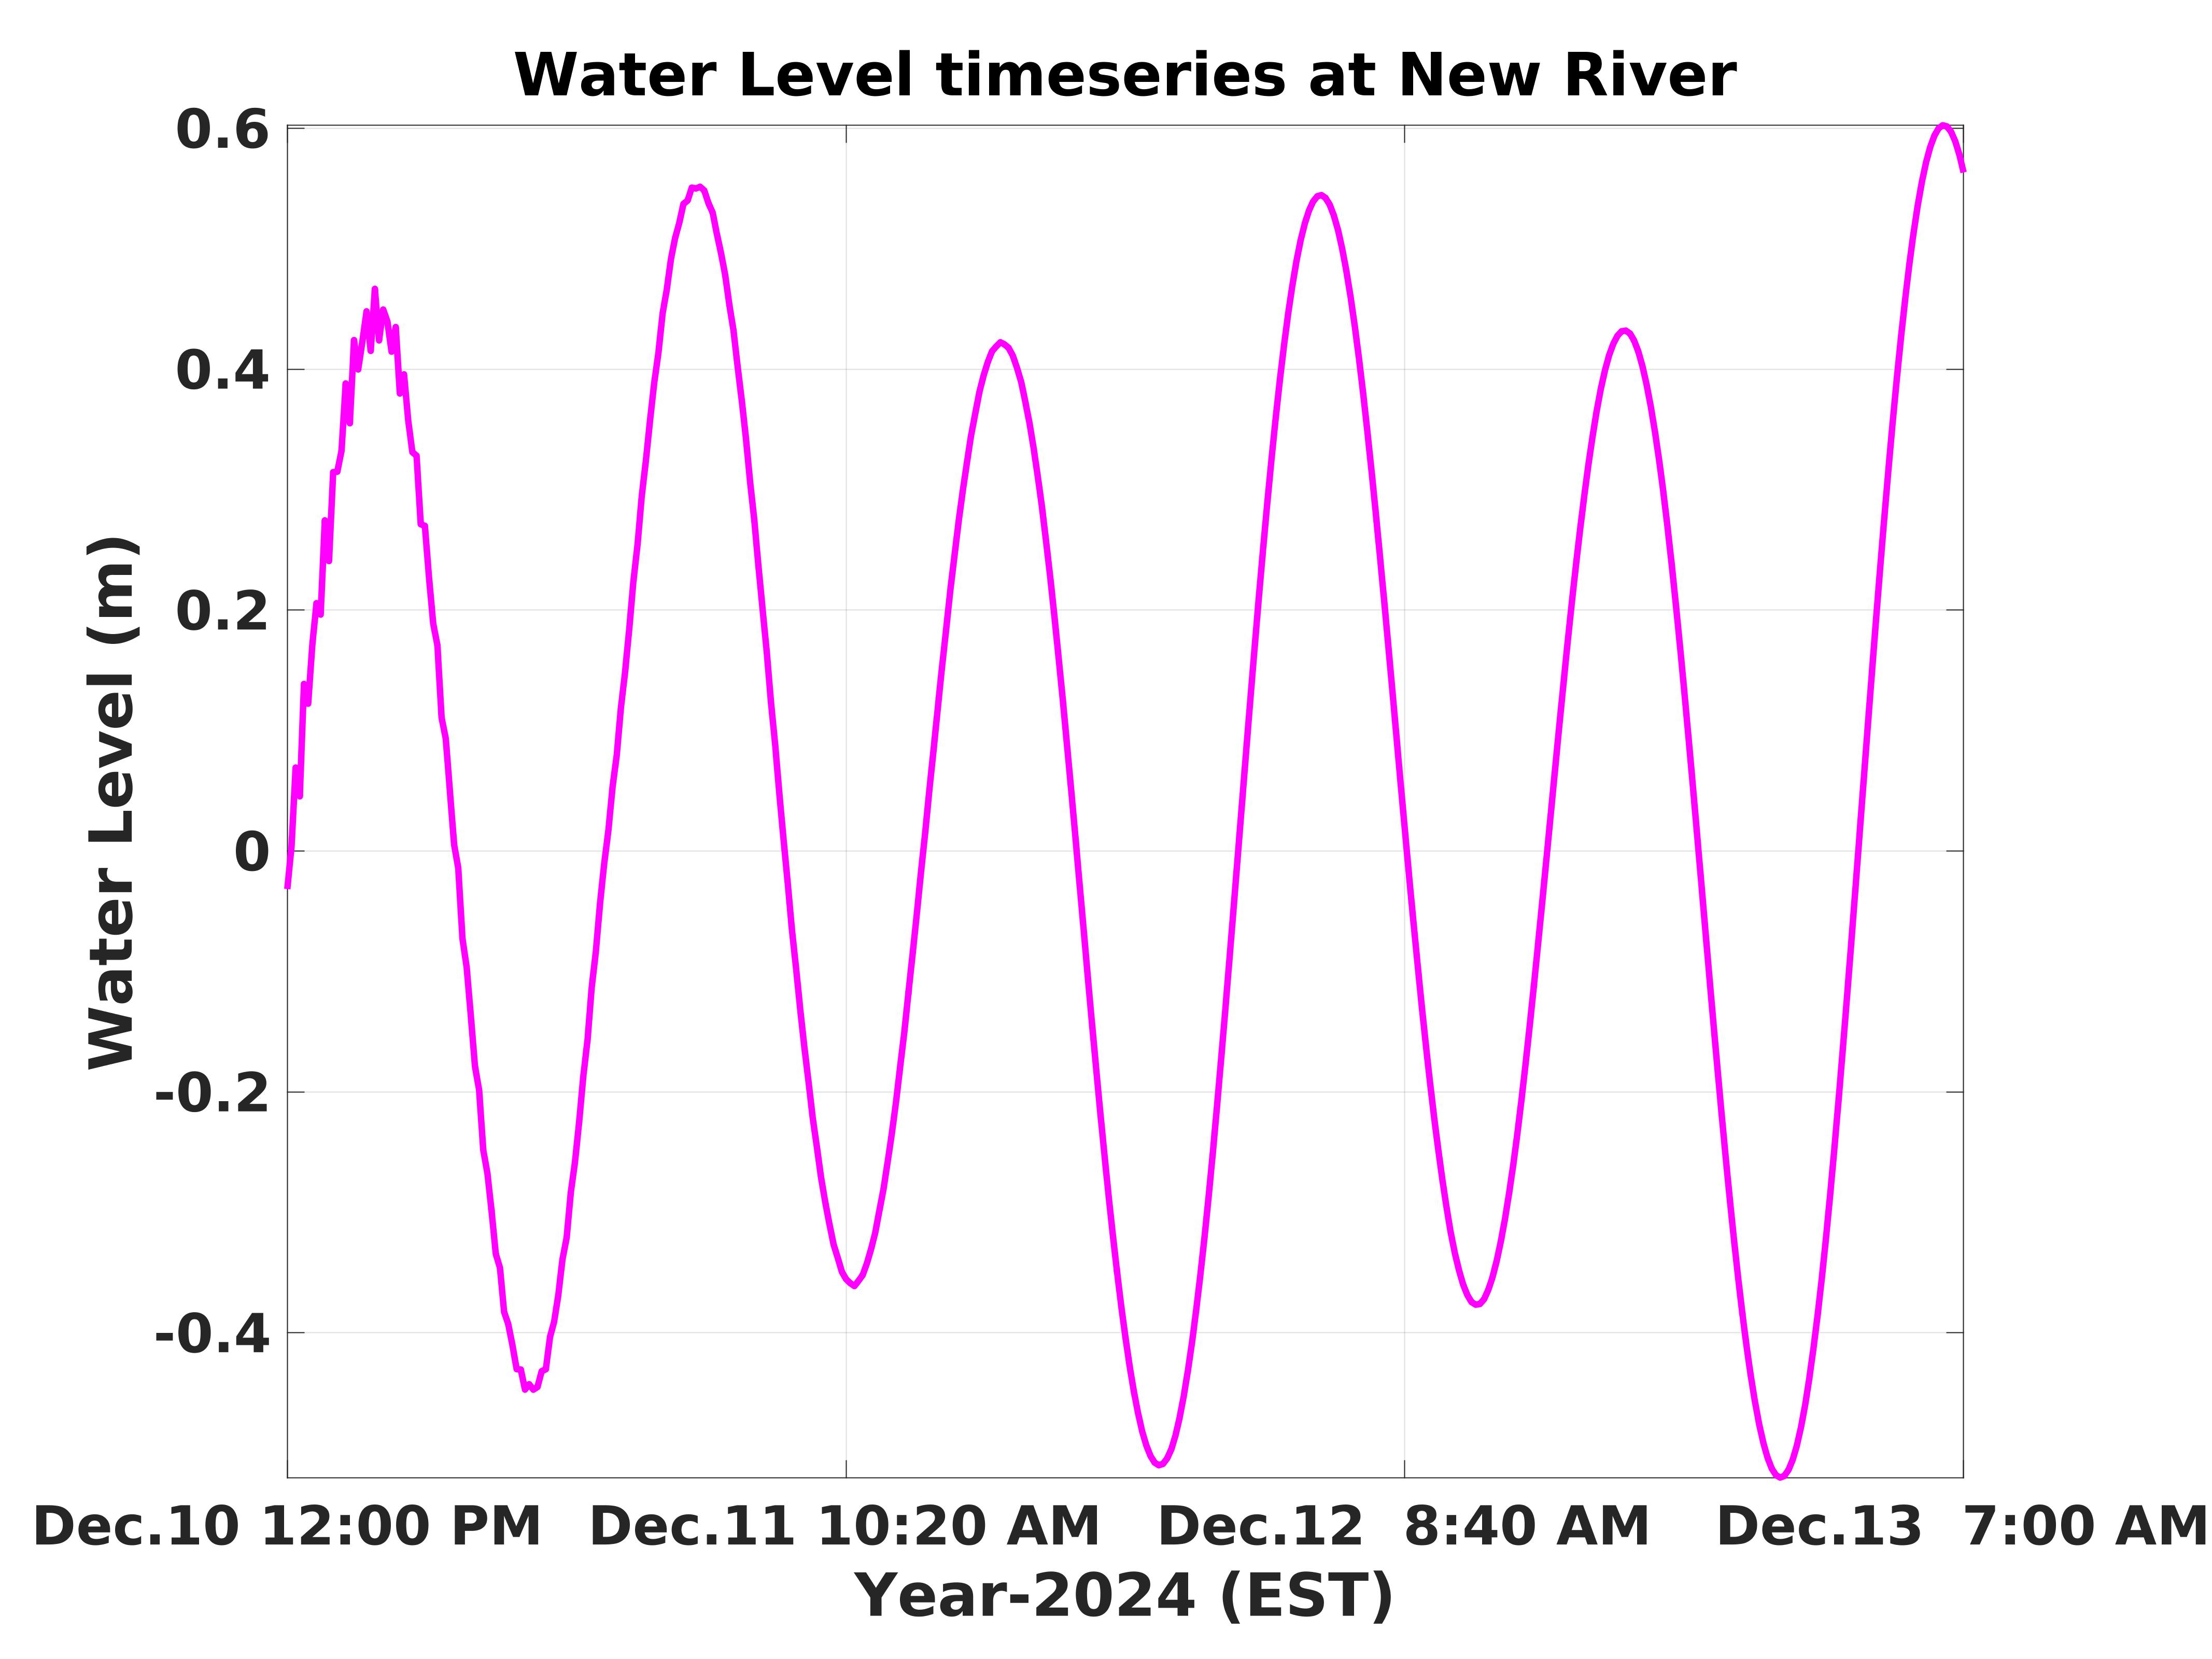 Water Level timeseries at New River
0.6
0.4
0.2
0
-0.2
-0.4
Water Level (m)
Dec.10 12:00 PM Dec.11 10:20 AM Dec.12 8:40 AM Dec.13 7:00 AM
Year-2024 (EST)